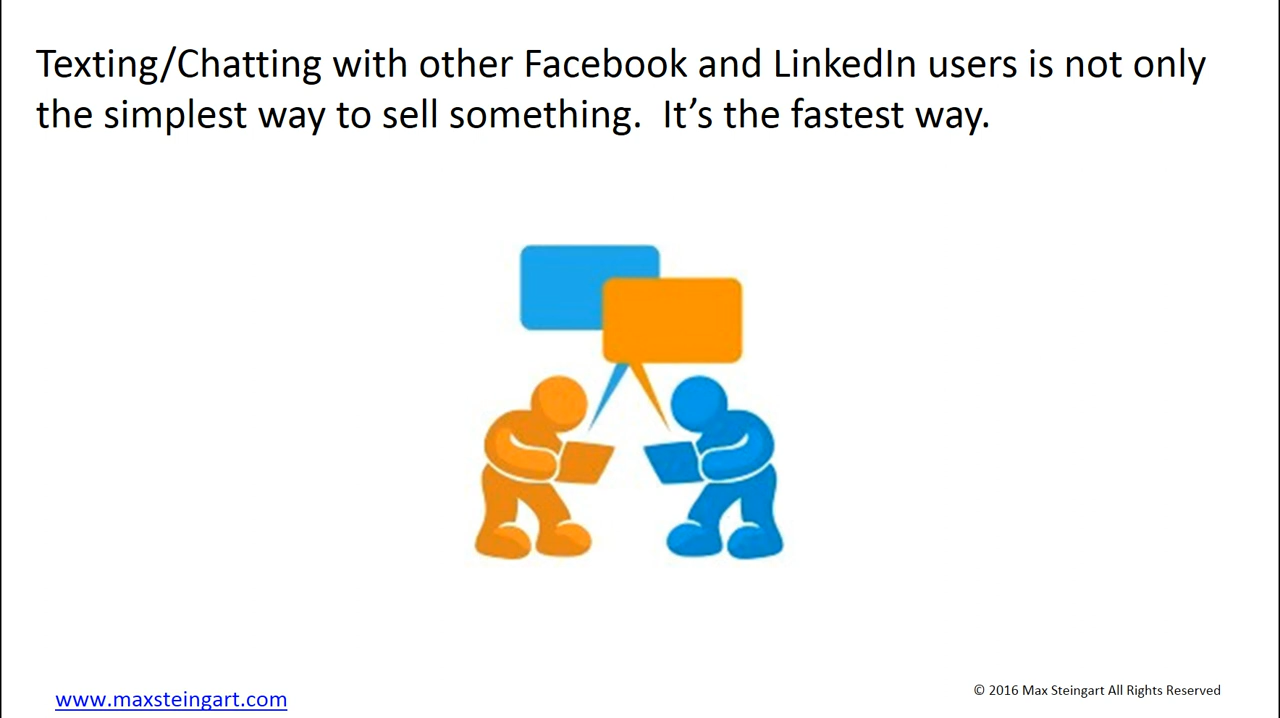 Texting/Chatting with other Facebook and LinkedIn users is not only
the simplest way to sell something.  It’s the fastest way.
www.maxsteingart.com
© 2016 Max Steingart All Rights Reserved